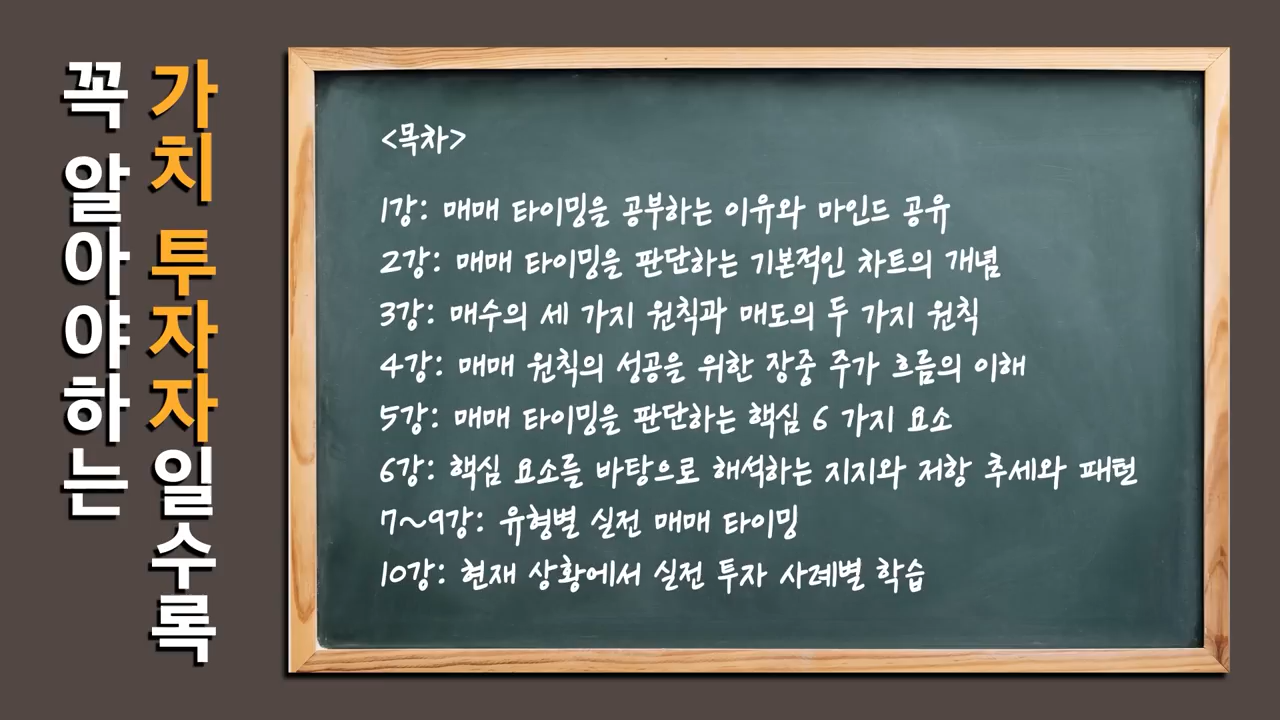 가치 투자자일수록
꼭 알아야하는
<목차>
1강: 매매 타이밍을 공부하는 이유와 마인드 공유
2강: 매매 타이밍을 판단하는 기본적인 차트의 개념
3강: 매수의 세 가지 원칙과 매도의 두 가지 원칙
4강: 매매 원칙의 성공을 위한 장중 주가 흐름의 이해
5강: 매매 타이밍을 판단하는 핵심 6 가지 요소
6강: 핵심 요소를 바탕으로 해석하는 지지와 저항 추세와 패턴
7~9강: 유형별 실전 매매 타이밍
10강: 현재 상황에서 실전 투자 사례별 학습